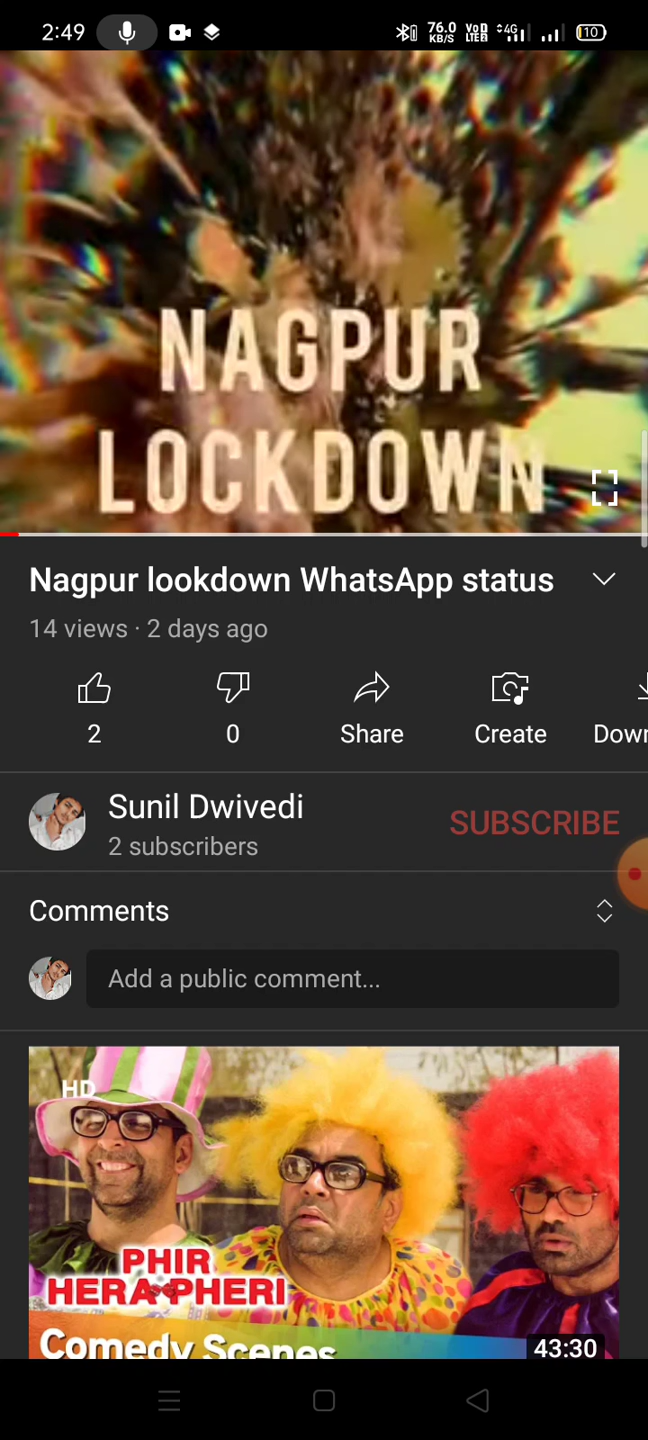 2:49
76.0
KB/S
VoD
LTE2
4G
10
NAGPUR
LOCKDOWN
Nagpur lookdown WhatsApp status
14 views · 2 days ago
2
0
Share
Create
Down
Sunil Dwivedi
2 subscribers
SUBSCRIBE
Comments
Add a public comment...
HD
PHIR
HERA PHERI
Comedy Scenes
43:30